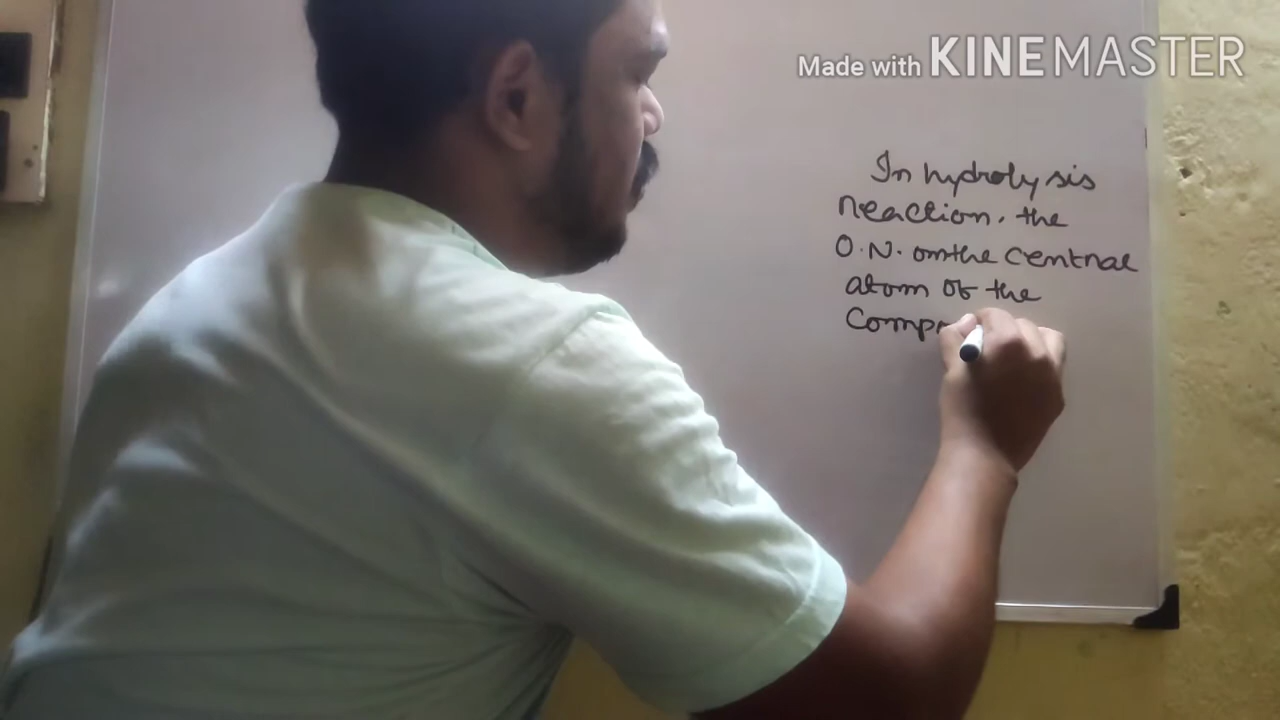 Made with KINEMASTER
In hydrolysis
reaction. the
O.N. on the central
atom of the